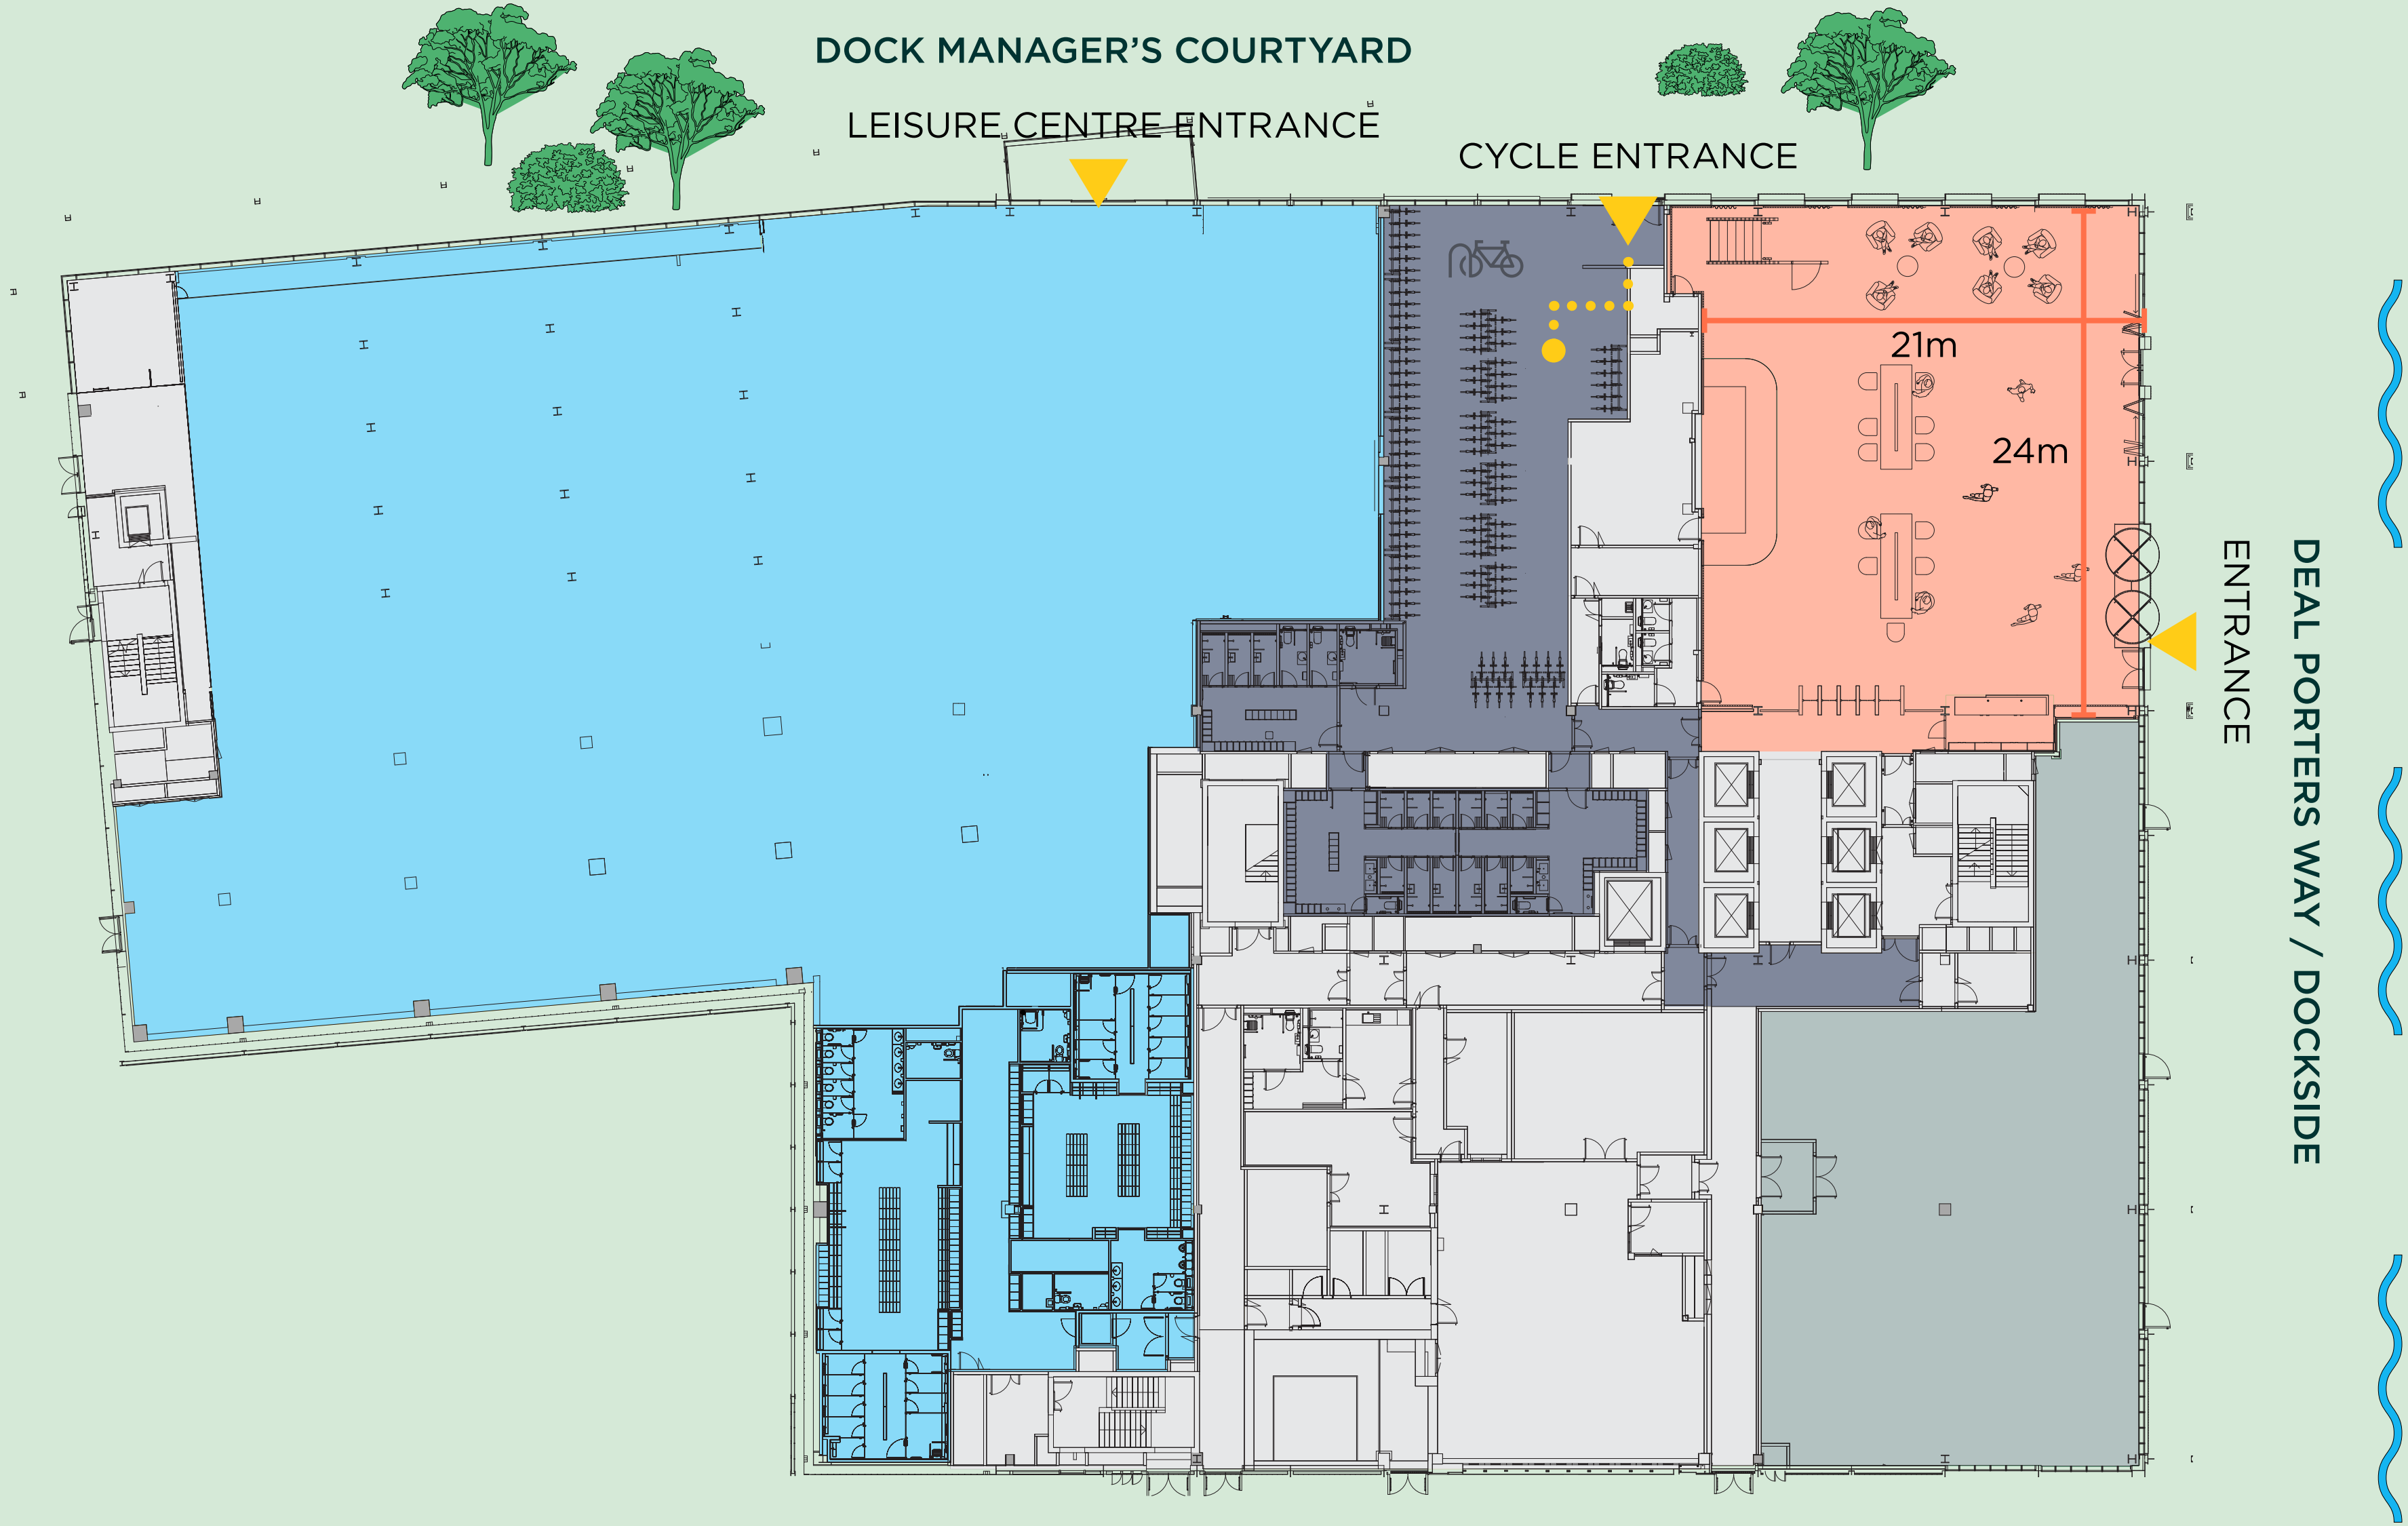 DOCK MANAGER’S COURTYARD
LEISURE CENTRE ENTRANCE
CYCLE ENTRANCE
21m
24m
ENTRANCE
DEAL PORTERS WAY / DOCKSIDE